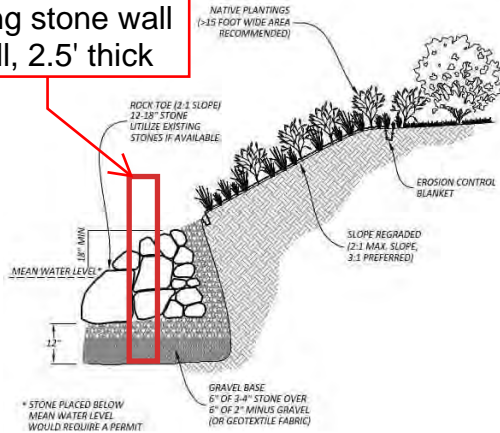 ng stone wall
ll, 2.5' thick
NATIVE PLANTINGS
(>15 FOOT WIDE AREA
RECOMMENDED)
ROCK TOE (2:1 SLOPE)
12-18" STONE
UTILIZE EXISTING
STONES IF AVAILABLE
EROSION CONTROL
BLANKET
SLOPE REGRADED
(2:1 MAX. SLOPE,
3:1 PREFERRED)
18" MIN.
MEAN WATER LEVEL*
12"
GRAVEL BASE
6" OF 3-4" STONE OVER
6" OF 2" MINUS GRAVEL
(OR GEOTEXTILE FABRIC)
* STONE PLACED BELOW
MEAN WATER LEVEL
WOULD REQUIRE A PERMIT